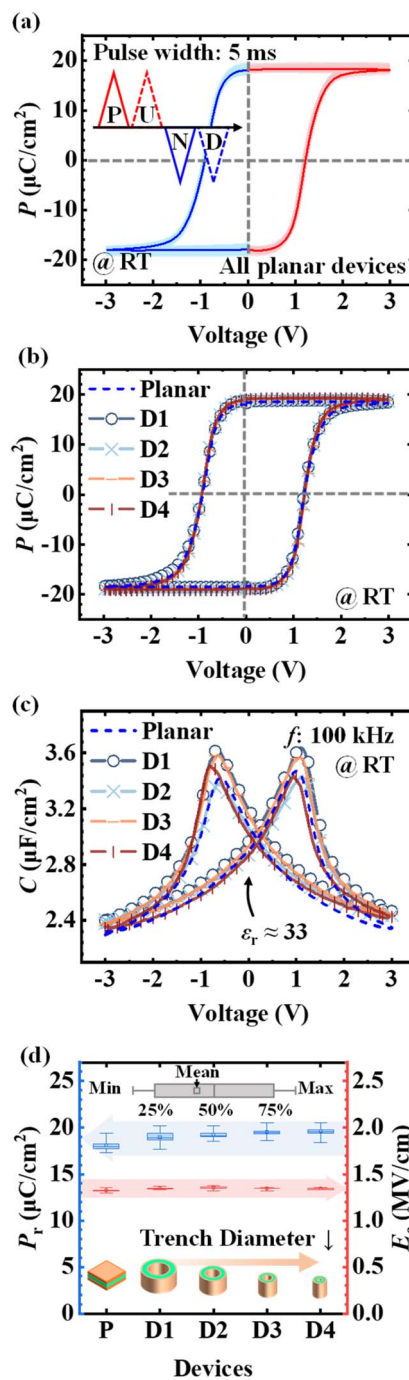 (a)
20
10
0
-10
-20
P (µC/cm²)
Pulse width: 5 ms
P U
N D
@ RT
All planar devices
-3 -2 -1 0 1 2 3
Voltage (V)
(b)
20
10
0
-10
-20
P (µC/cm²)
Planar
D1
D2
D3
D4
@ RT
-3 -2 -1 0 1 2 3
Voltage (V)
(c)
3.6
3.2
2.8
2.4
C (µF/cm²)
Planar
D1
D2
D3
D4
f: 100 kHz
@ RT
εr ≈ 33
-3 -2 -1 0 1 2 3
Voltage (V)
(d)
25
20
15
10
5
0
Pr (µC/cm²)
Mean
Min Max
25% 50% 75%
2.5
2.0
1.5
1.0
0.5
0.0
(MV/cm)
Trench Diameter ↓
P D1 D2 D3 D4
Devices